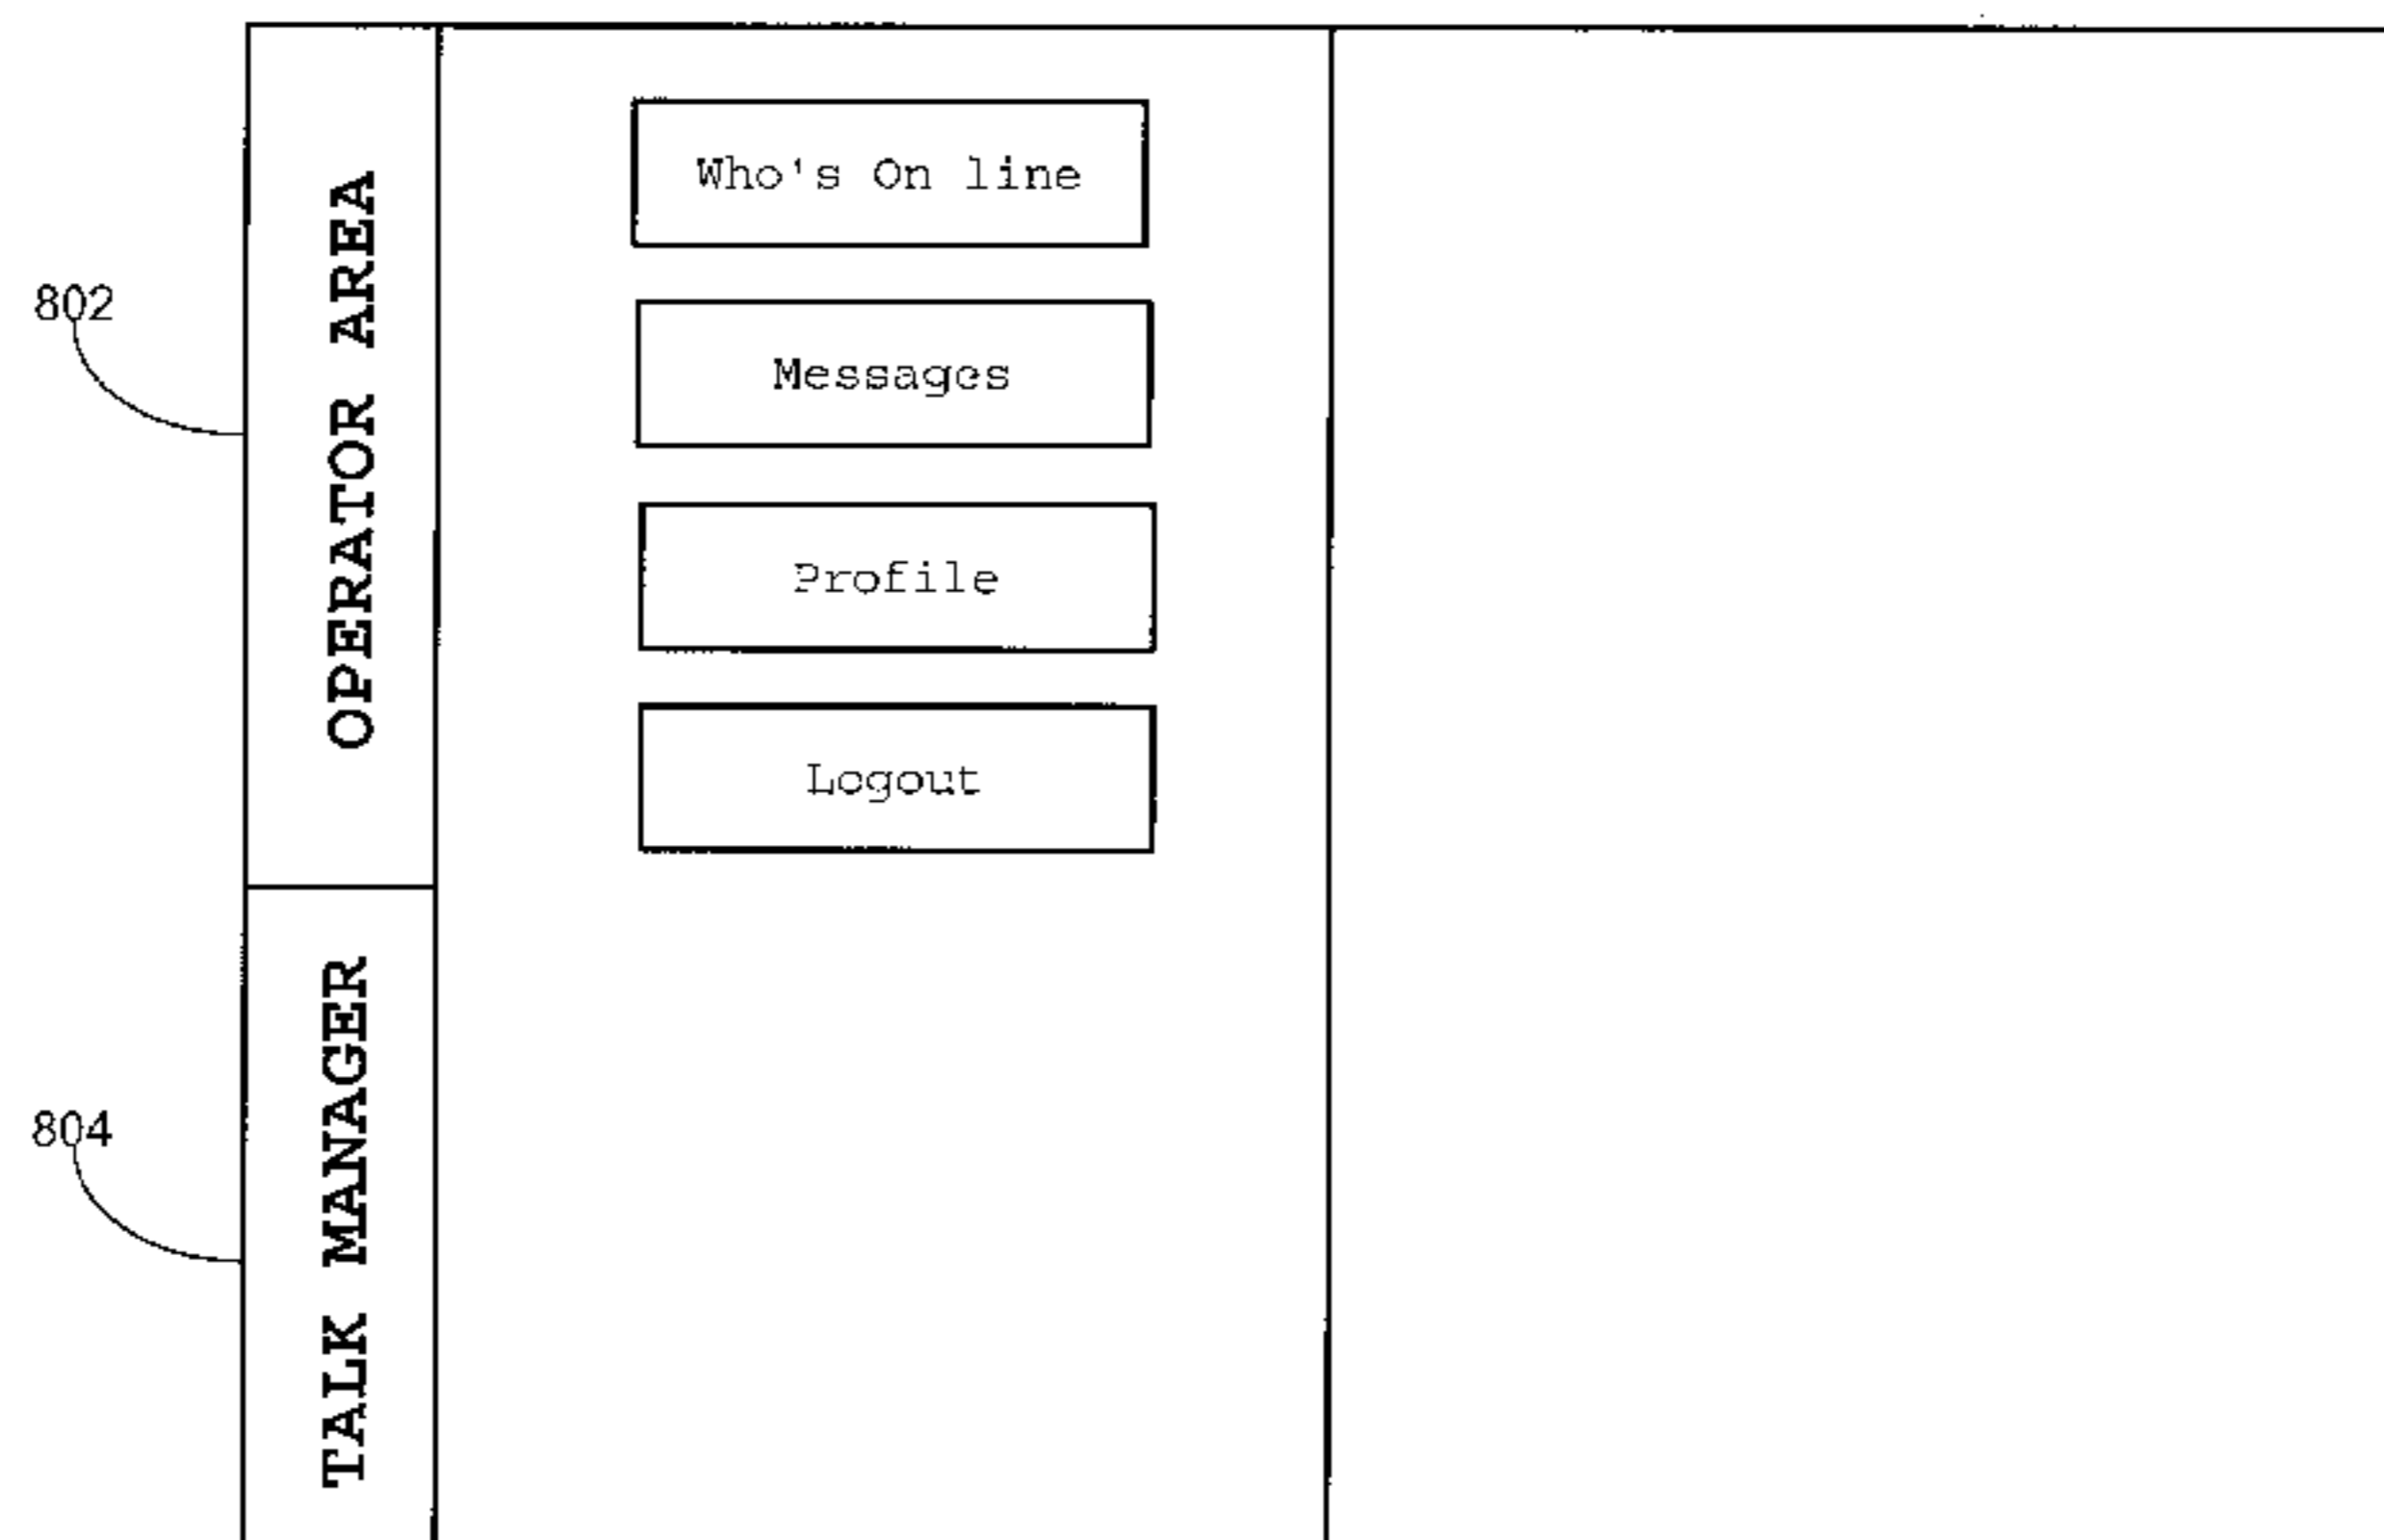 Who's On line
802
OPERATOR AREA
Messages
Profile
Logout
804
TALK MANAGER